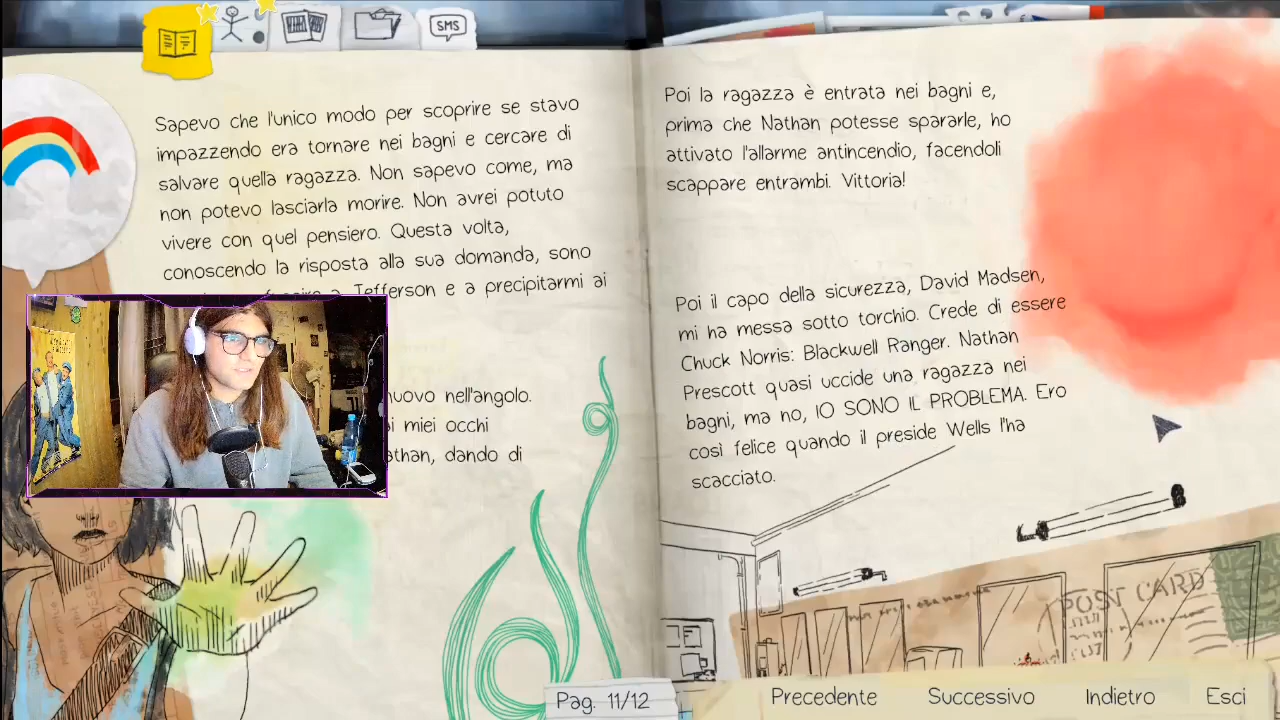 SMS
Sapevo che l'unico modo per scoprire se stavo
impazzendo era tornare nei bagni e cercare di
salvare quella ragazza. Non sapevo come, ma
non potevo lasciarla morire. Non avrei potuto
vivere con quel pensiero. Questa volta,
conoscendo la risposta alla sua domanda, sono
a Jefferson e a precipitarmi ai
nuovo nell'angolo.
miei occhi
dando di
Poi la ragazza è entrata nei bagni e,
prima che Nathan potesse spararle, ho
attivato l'allarme antincendio, facendoli
scappare entrambi. Vittoria!
Poi il capo della sicurezza, David Madsen,
mi ha messa sotto torchio. Crede di essere
Chuck Norris: Blackwell Ranger. Nathan
Prescott quasi uccide una ragazza nei
bagni, ma no, IO SONO IL PROBLEMA. Ero
così felice quando il preside Wells l'ha
scacciato.
POST CARD
Pag. 11/12
Precedente Successivo Indietro Esci